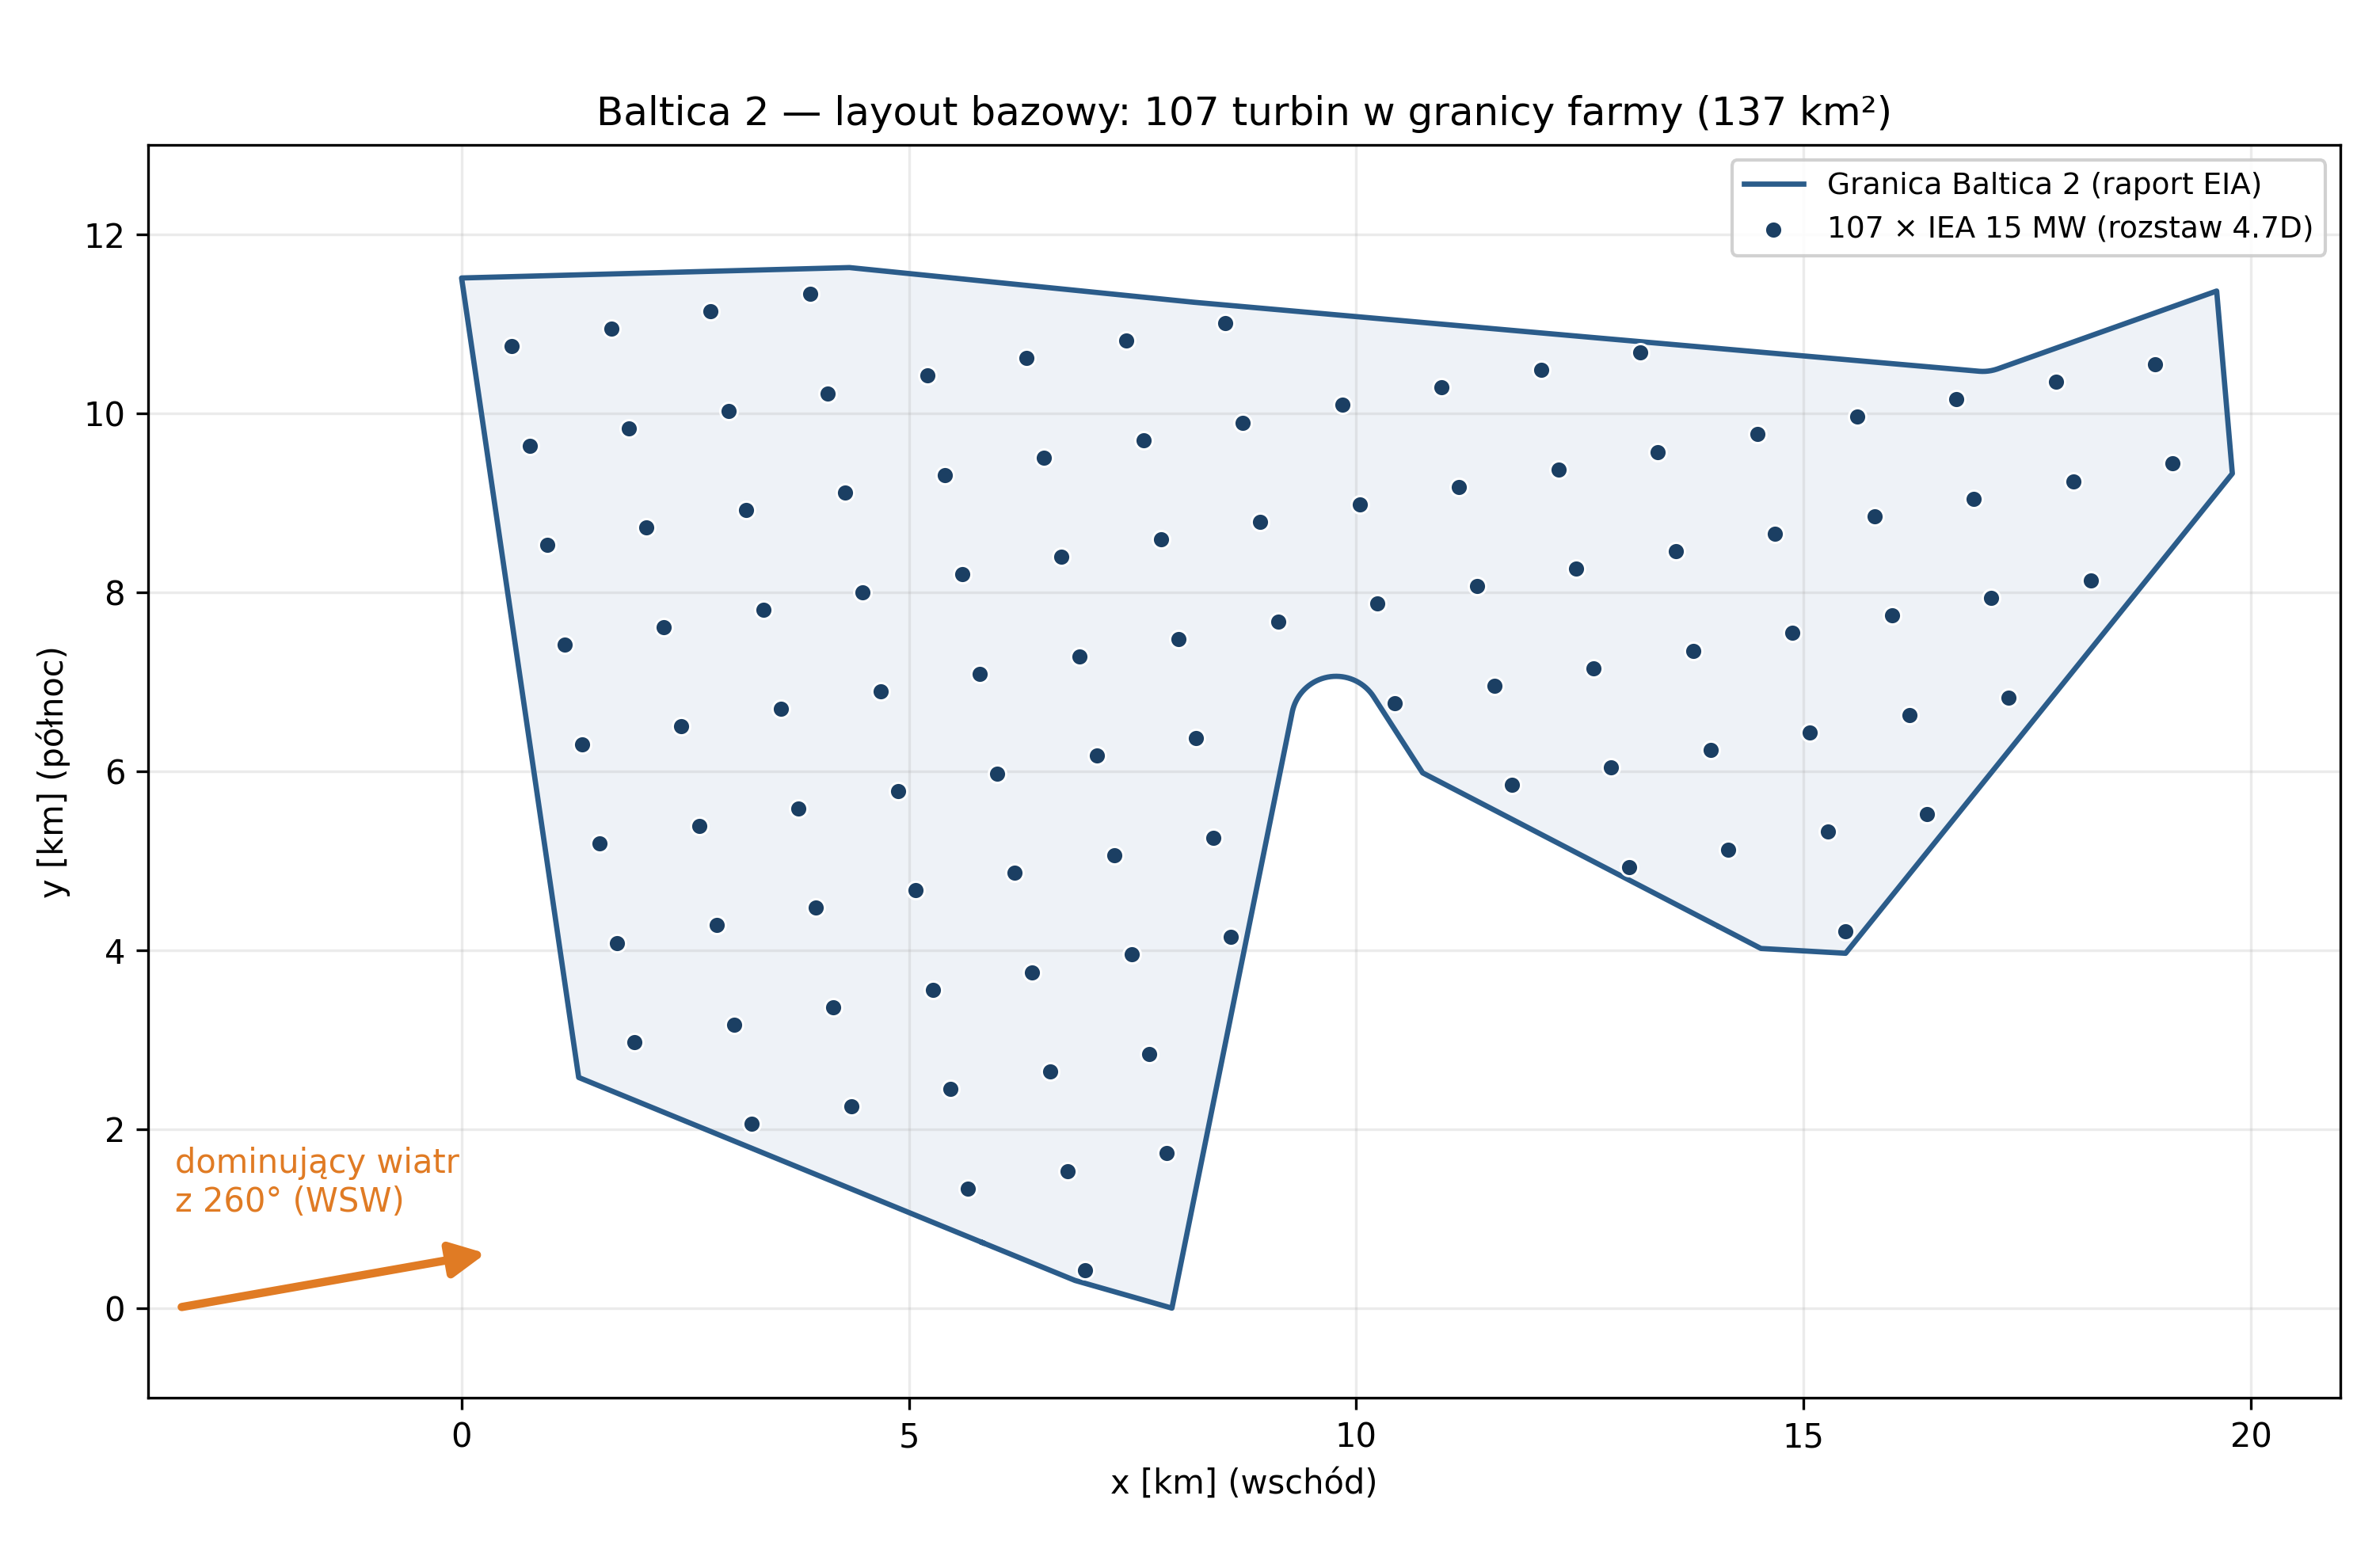 Baltica 2 — layout bazowy: 107 turbin w granicy farmy (137 km²)
Granica Baltica 2 (raport EIA)
107 × IEA 15 MW (rozstaw 4.7D)
12
10
8
6
4
2
0
y [km] (północ)
dominujący wiatr
z 260° (WSW)
0
5
10
15
20
x [km] (wschód)